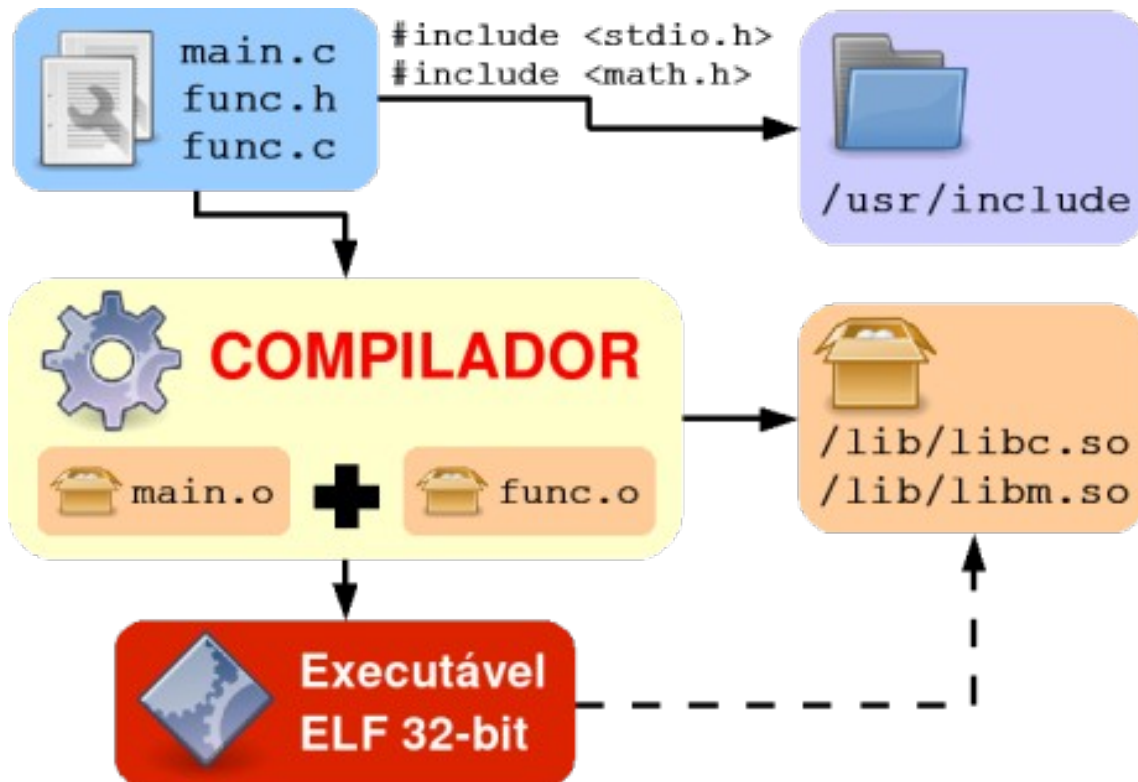 main.c
func.h
func.c
#include <stdio.h>
#include <math.h>
/usr/include
COMPILADOR
main.o
func.o
/lib/libc.so
/lib/libm.so
Executável
ELF 32-bit